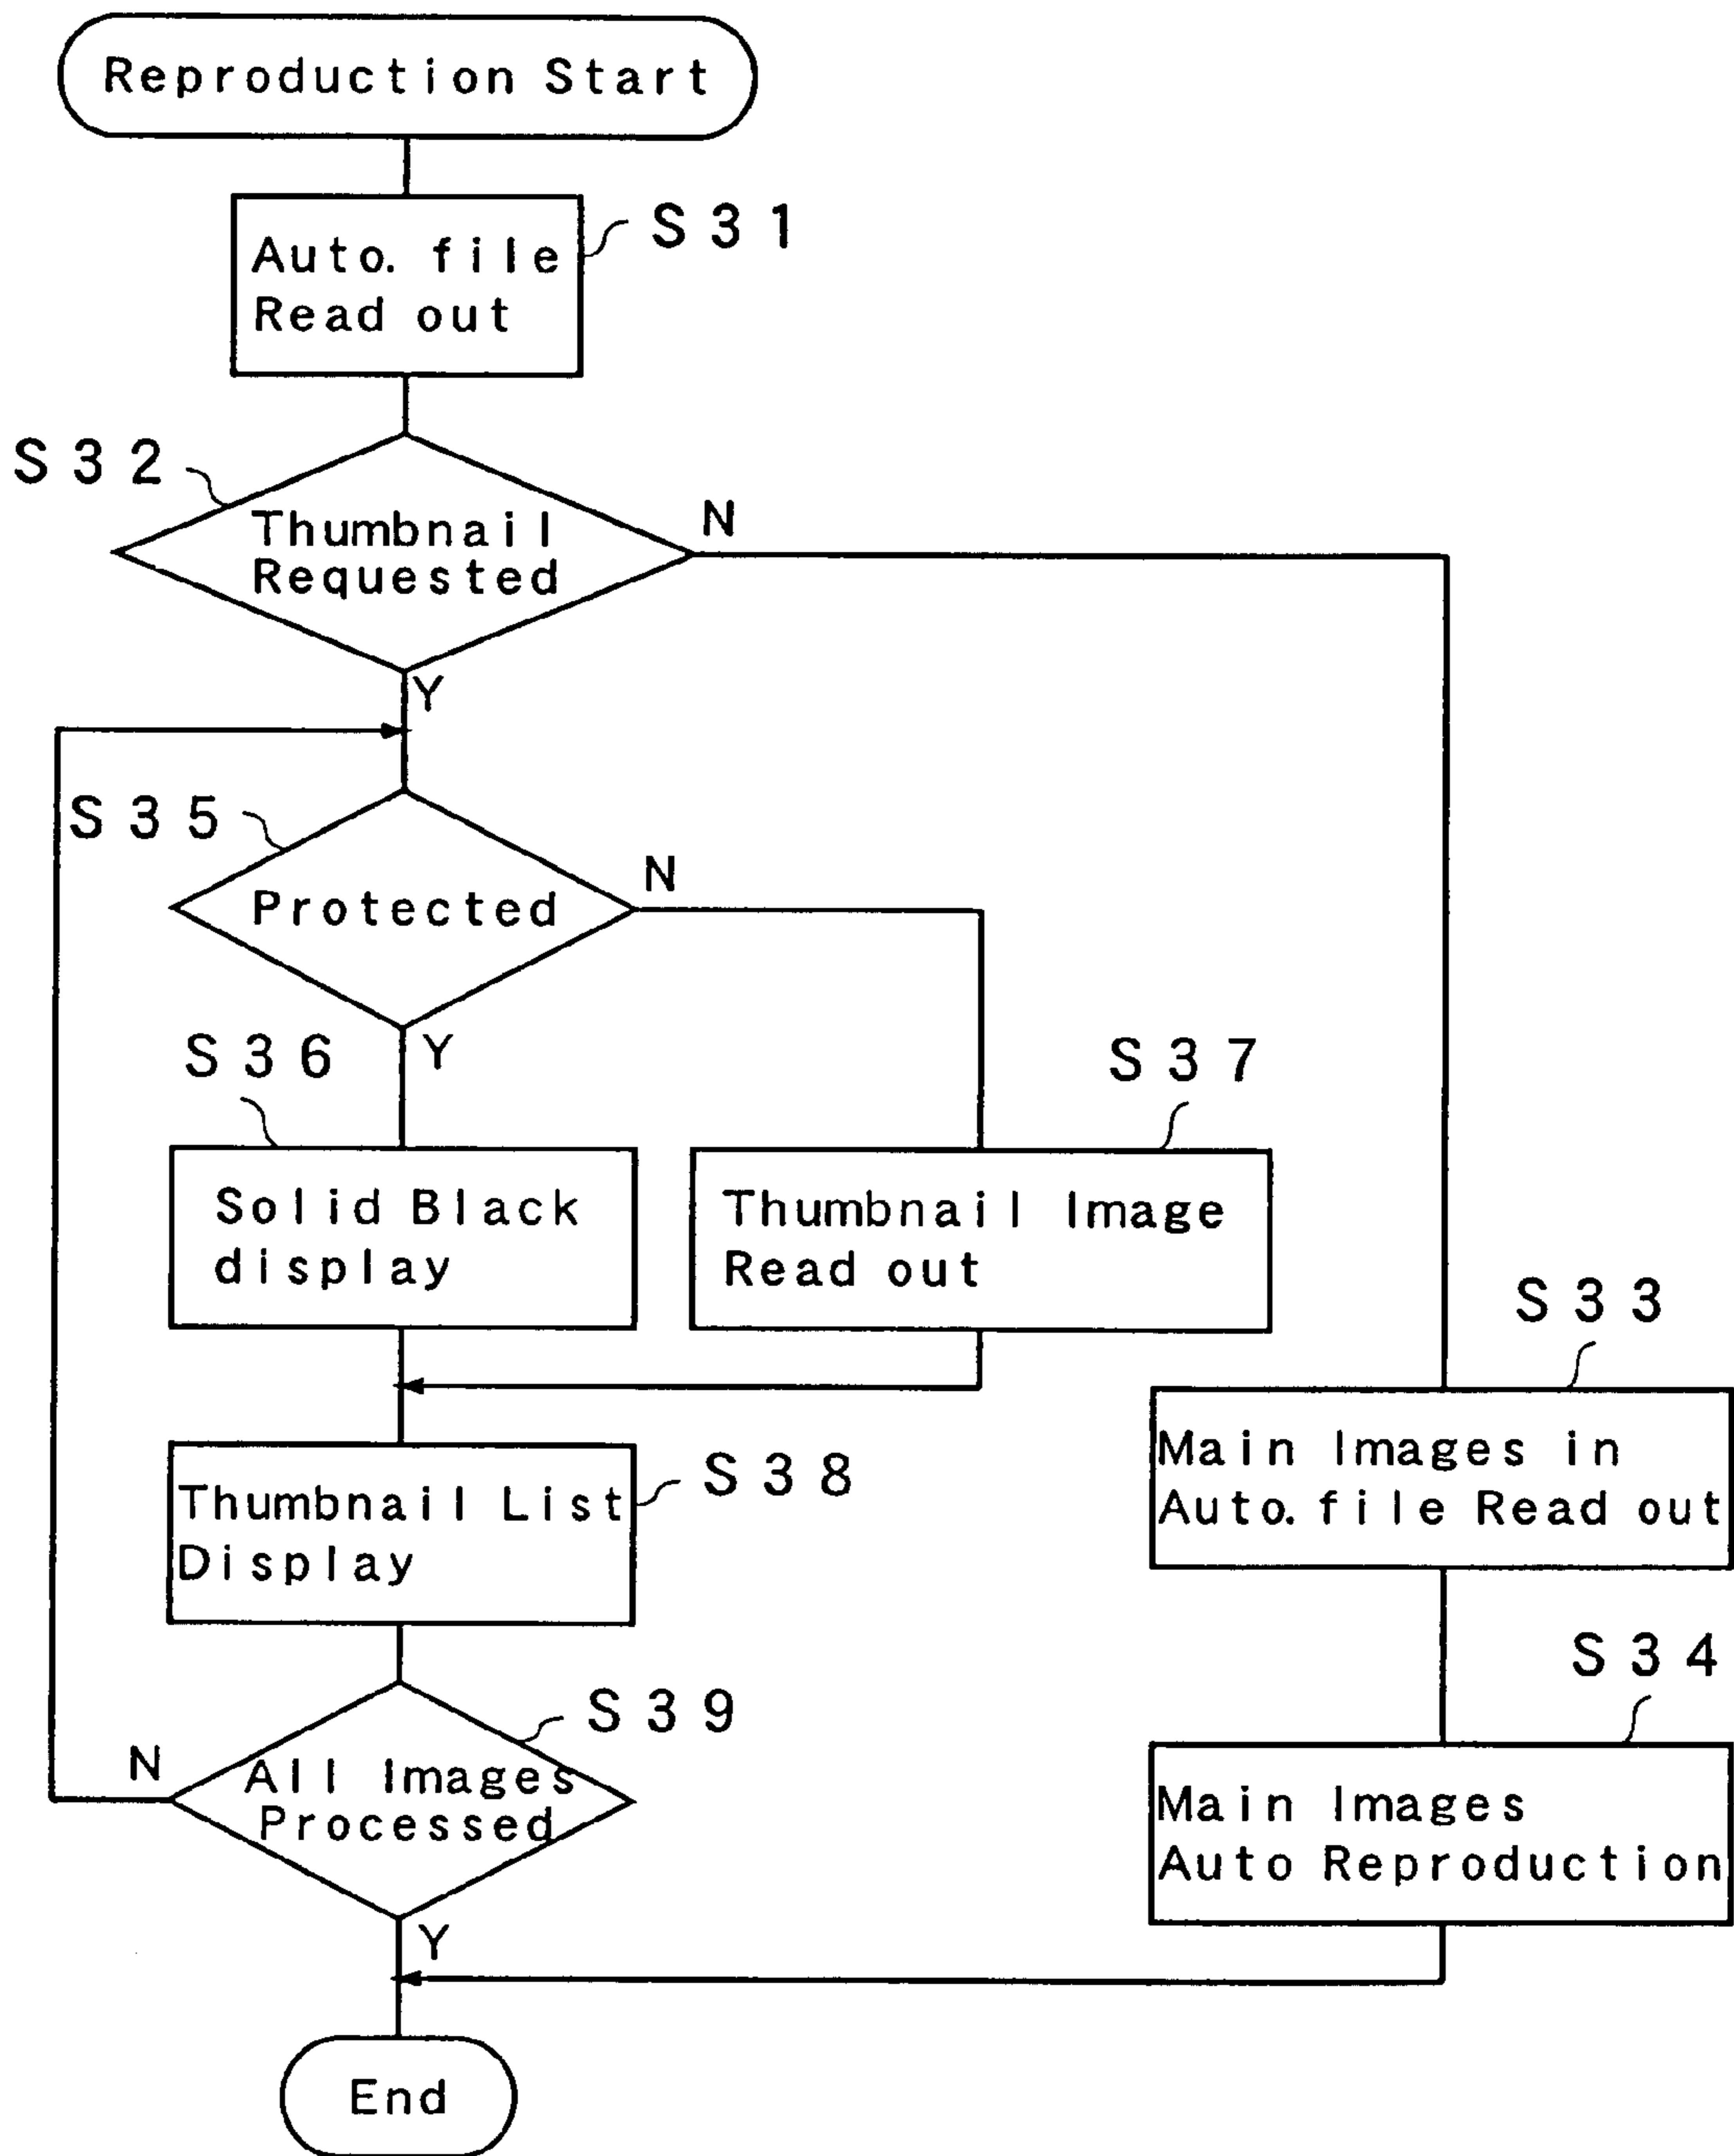 Reproduction Start
S31
Auto. file
Read out
S32
Thumbnail
Requested
N
Y
S35
Protected
N
Y
S36
Solid Black
display
S37
Thumbnail Image
Read out
S33
Main Images in
Auto. file Read out
S38
Thumbnail List
Display
S34
Main Images
Auto Reproduction
S39
All Images
Processed
N
Y
End